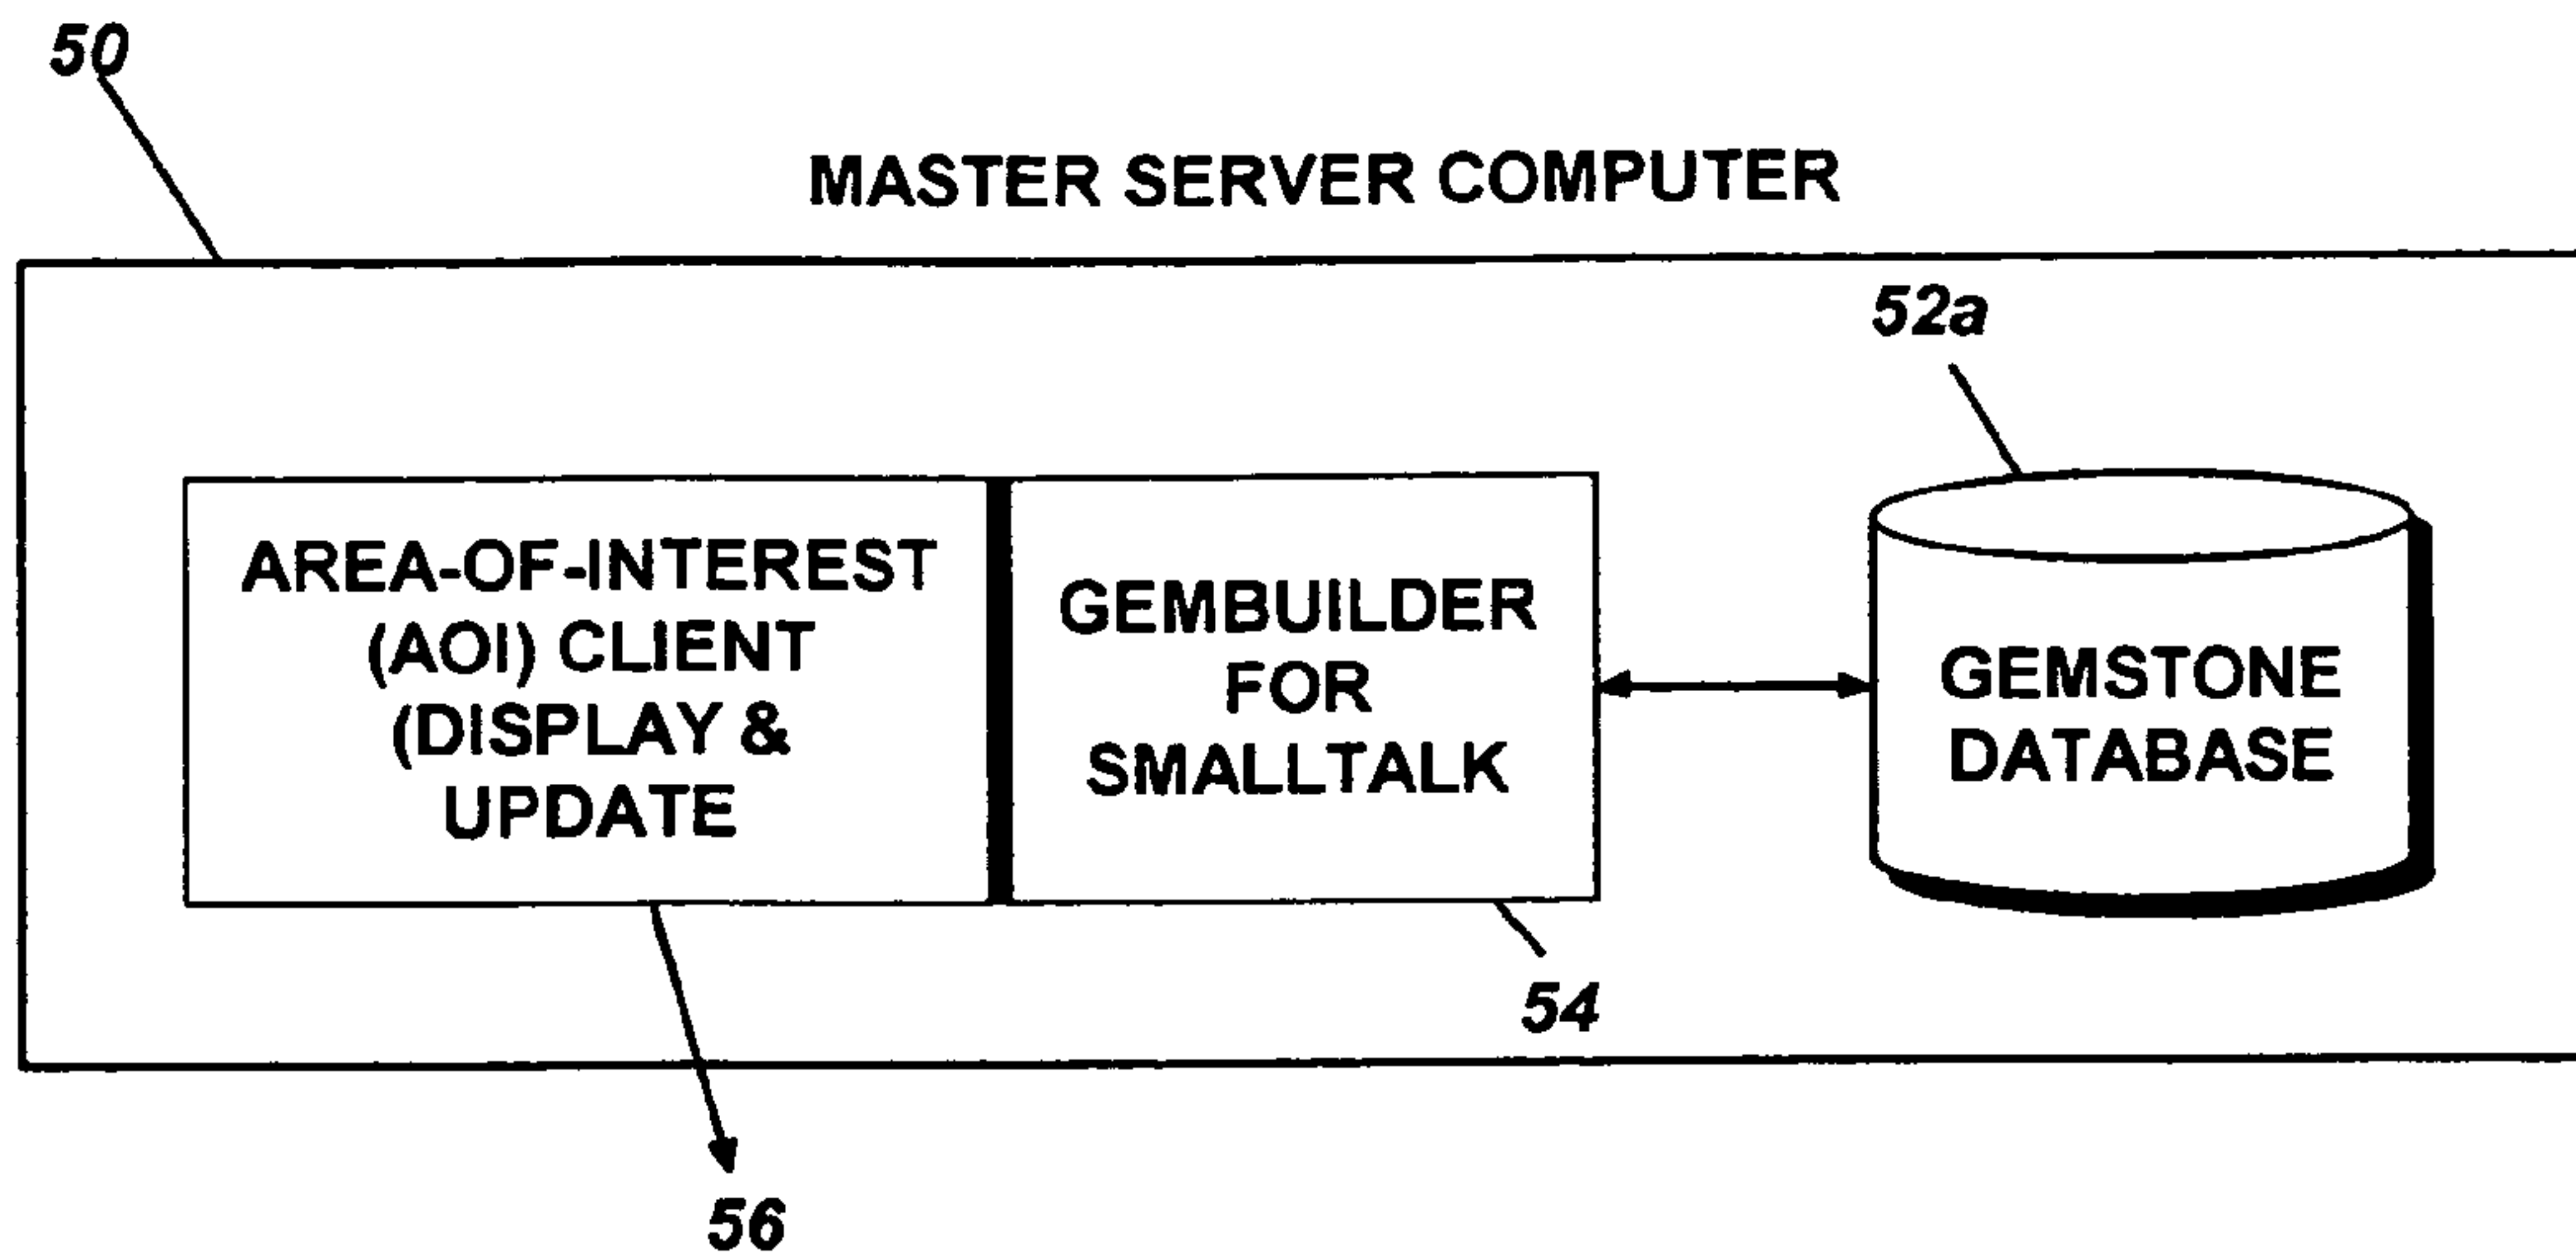 50
MASTER SERVER COMPUTER
52a
AREA-OF-INTEREST
(AOI) CLIENT
(DISPLAY &
UPDATE
GEMBUILDER
FOR
SMALLTALK
GEMSTONE
DATABASE
54
56